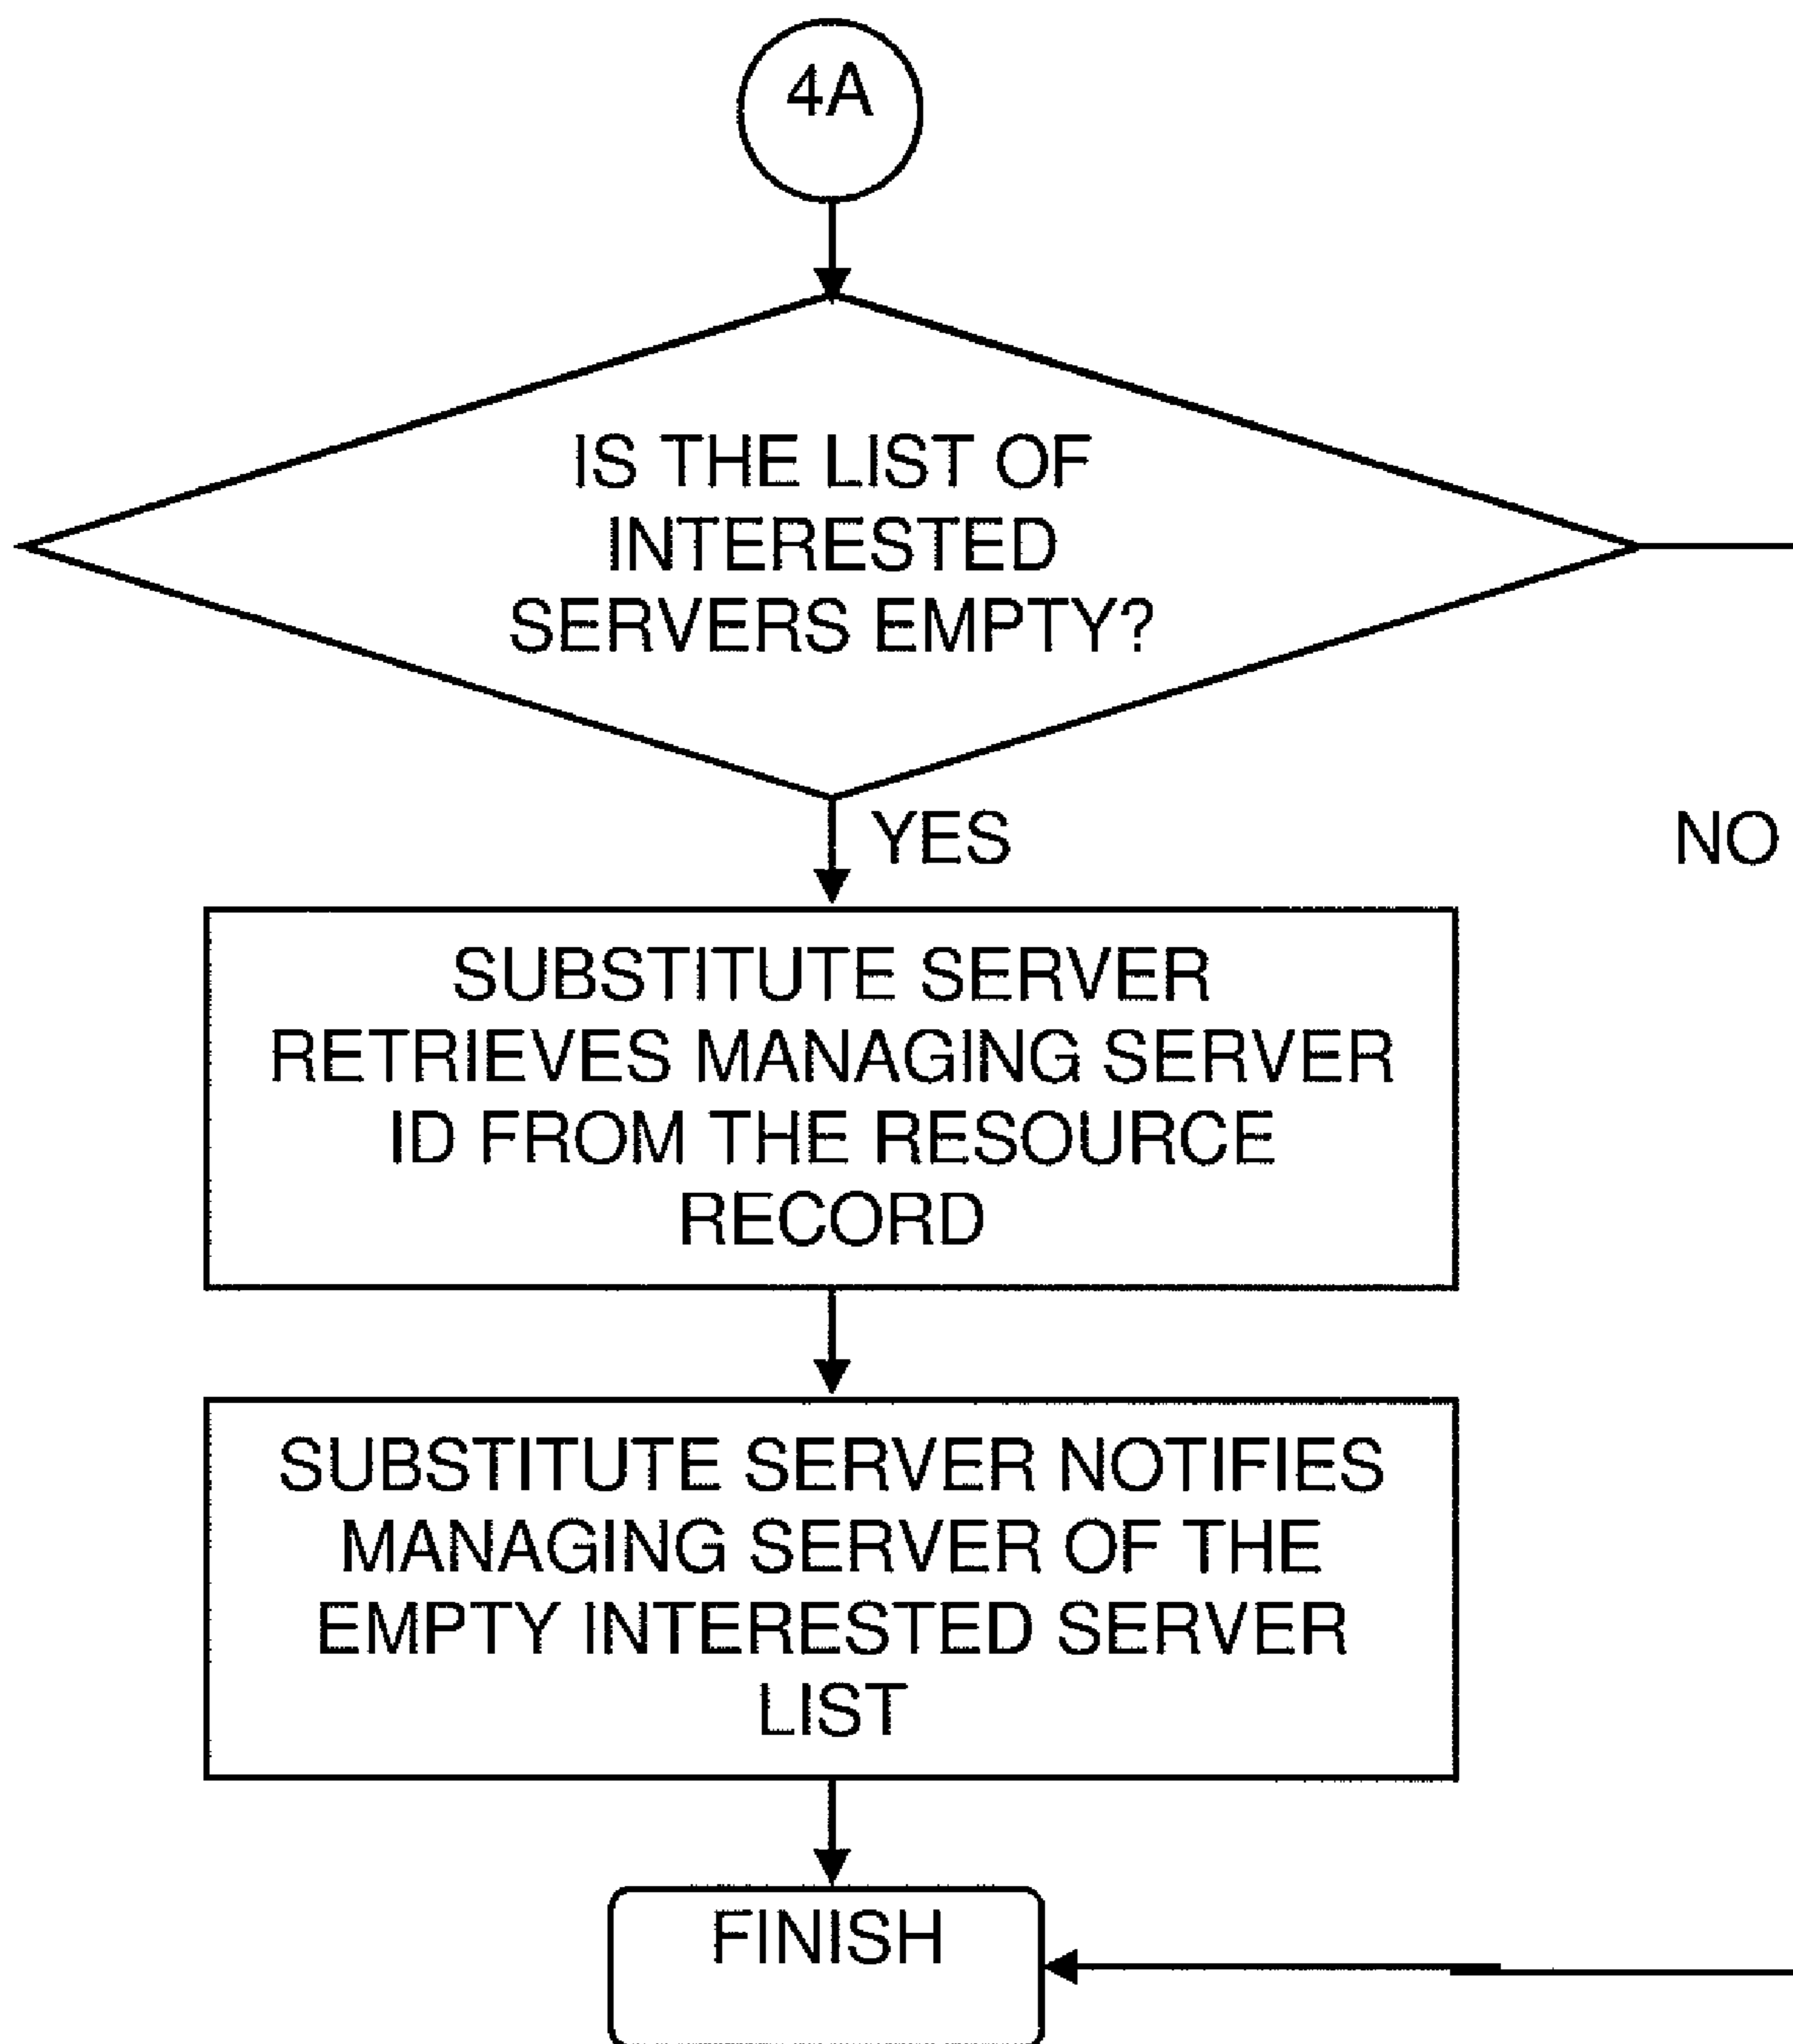 4A
IS THE LIST OF
INTERESTED
SERVERS EMPTY?
YES
NO
SUBSTITUTE SERVER
RETRIEVES MANAGING SERVER
ID FROM THE RESOURCE
RECORD
SUBSTITUTE SERVER NOTIFIES
MANAGING SERVER OF THE
EMPTY INTERESTED SERVER
LIST
FINISH